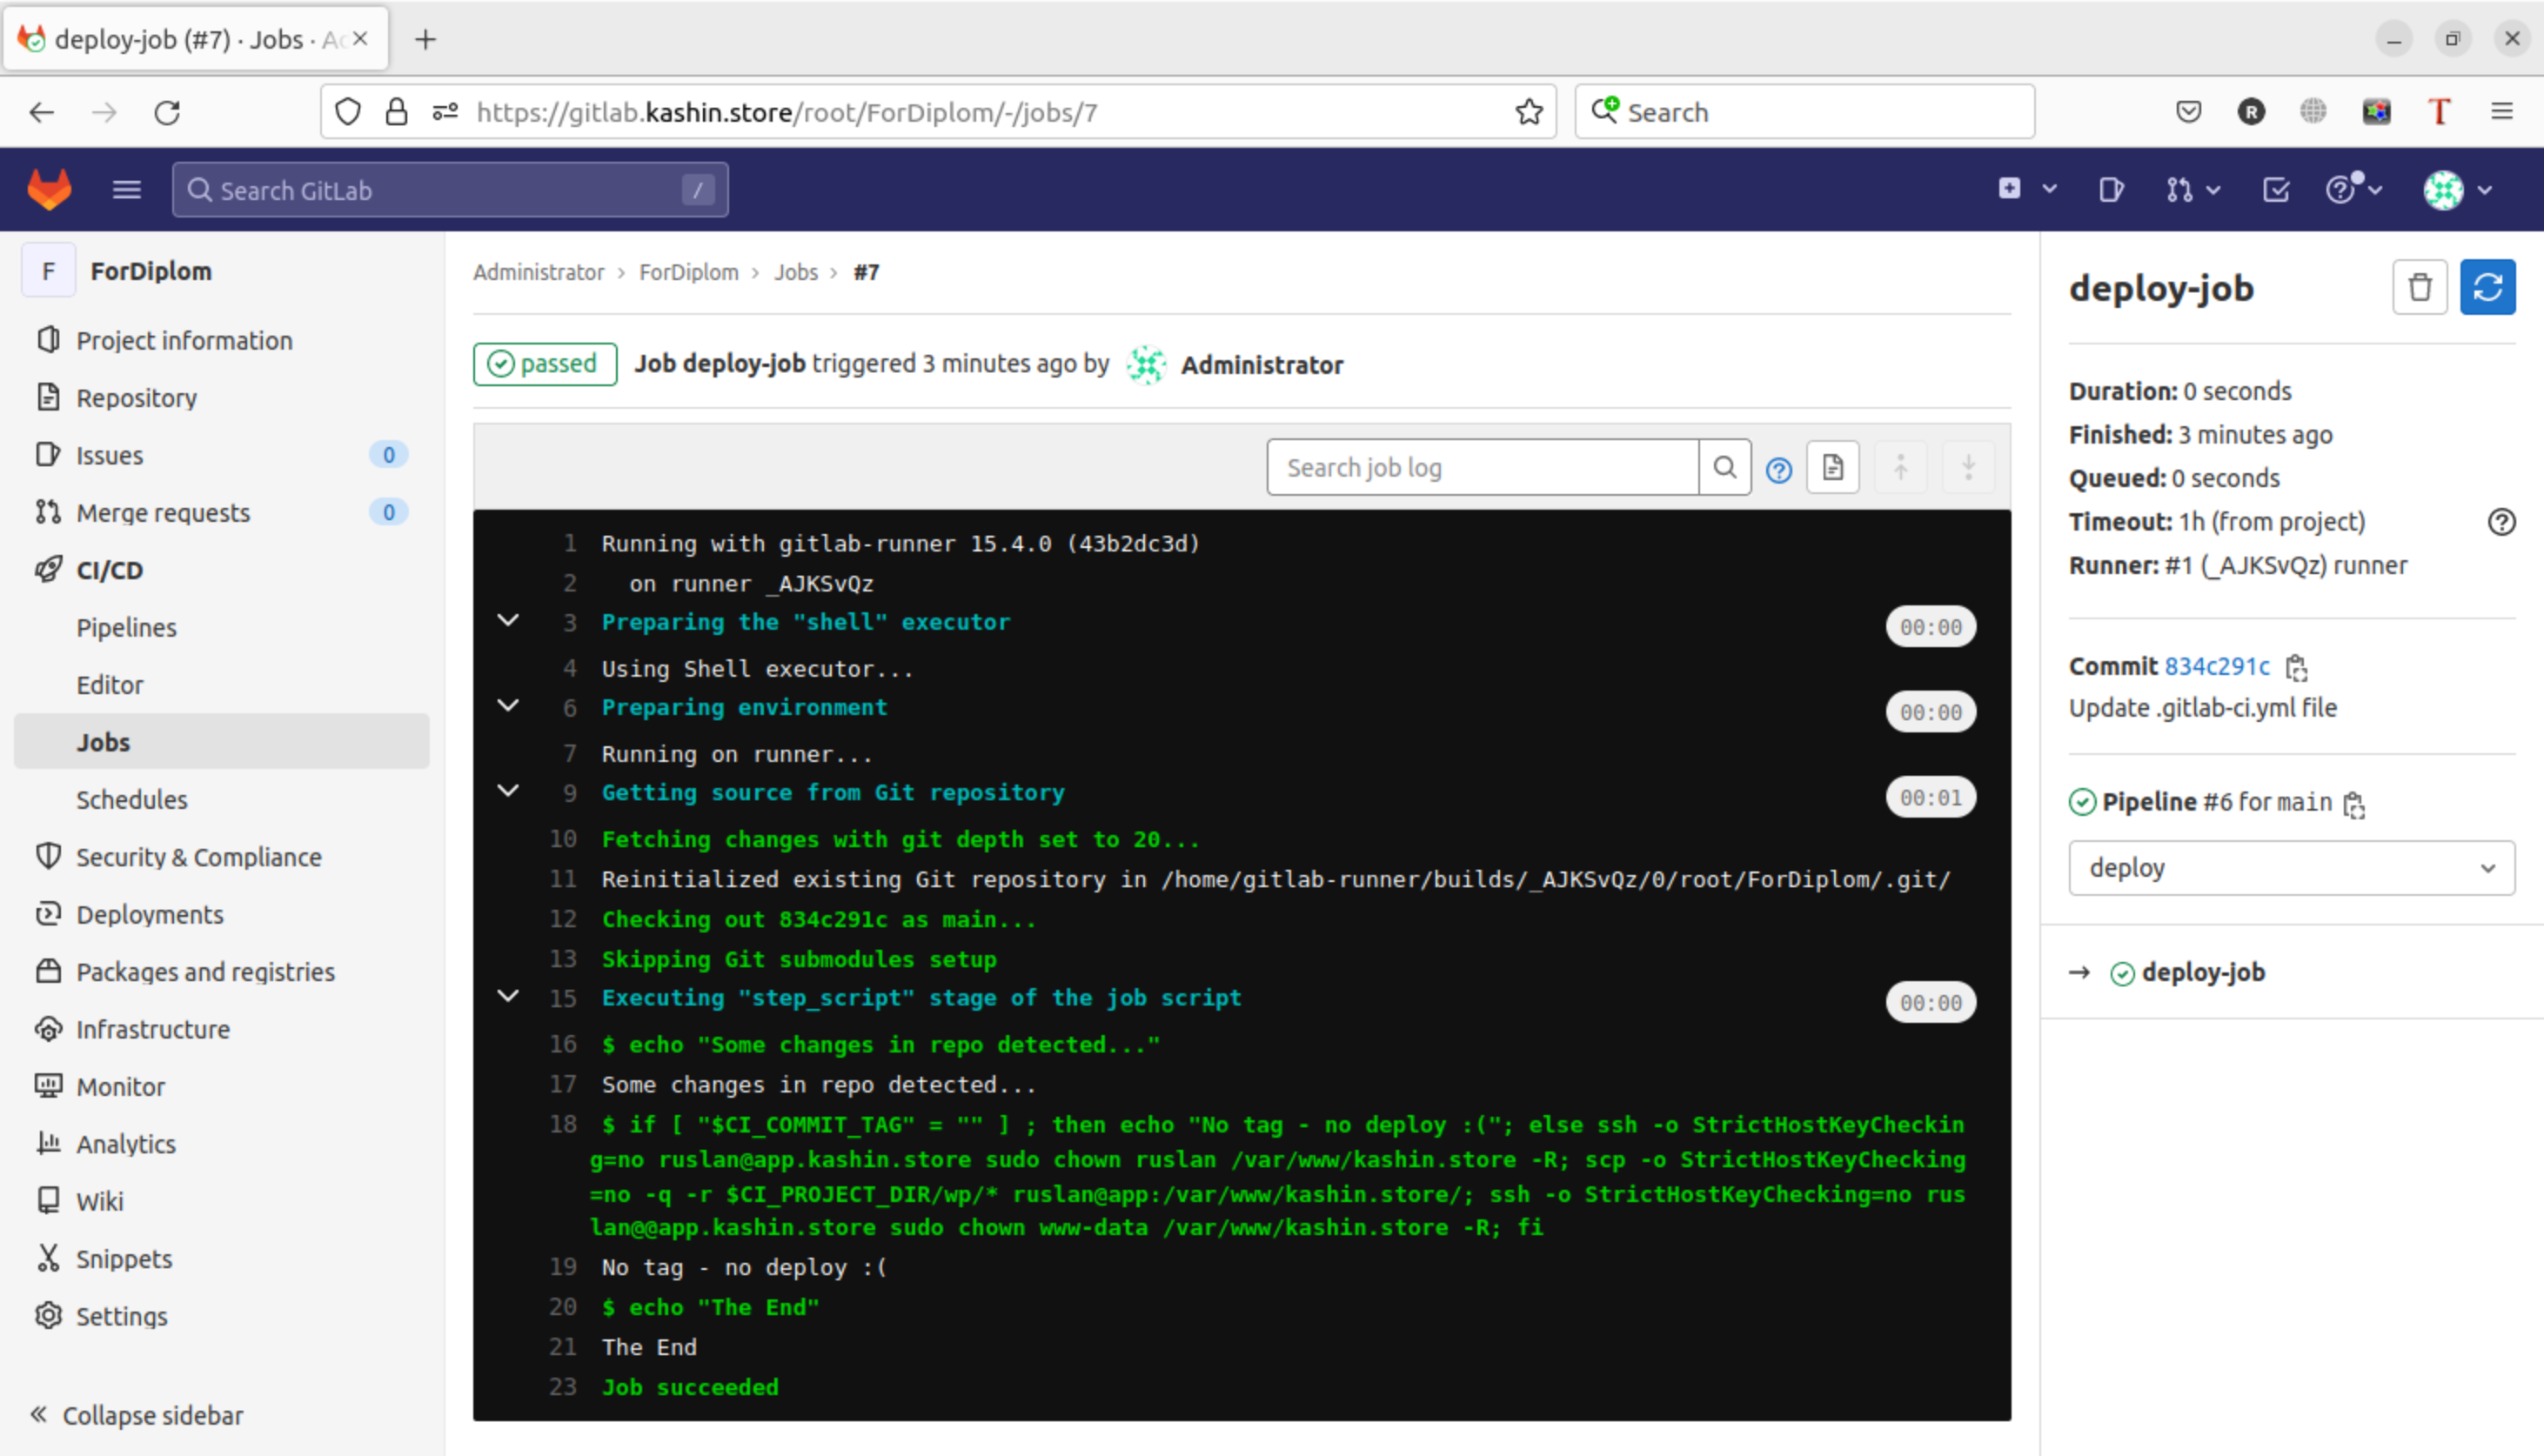 deploy-job (#7) · Jobs · Ac
https://gitlab.kashin.store/root/ForDiplom/-/jobs/7
Search
Search GitLab
/
F
ForDiplom
Project information
Repository
Issues 0
Merge requests 0
CI/CD
Pipelines
Editor
Jobs
Schedules
Security & Compliance
Deployments
Packages and registries
Infrastructure
Monitor
Analytics
Wiki
Snippets
Settings
Collapse sidebar
Administrator > ForDiplom > Jobs > #7
passed Job deploy-job triggered 3 minutes ago by Administrator
Search job log
1 Running with gitlab-runner 15.4.0 (43b2dc3d)
2 on runner _AJKSvQz
3 Preparing the "shell" executor 00:00
4 Using Shell executor...
6 Preparing environment 00:00
7 Running on runner...
9 Getting source from Git repository 00:01
10 Fetching changes with git depth set to 20...
11 Reinitialized existing Git repository in /home/gitlab-runner/builds/_AJKSvQz/0/root/ForDiplom/.git/
12 Checking out 834c291c as main...
13 Skipping Git submodules setup
15 Executing "step_script" stage of the job script 00:00
16 $ echo "Some changes in repo detected..."
17 Some changes in repo detected...
18 $ if [ "$CI_COMMIT_TAG" = "" ] ; then echo "No tag - no deploy :("; else ssh -o StrictHostKeyCheckin
g=no ruslan@app.kashin.store sudo chown ruslan /var/www/kashin.store -R; scp -o StrictHostKeyChecking
=no -q -r $CI_PROJECT_DIR/wp/* ruslan@app:/var/www/kashin.store/; ssh -o StrictHostKeyChecking=no rus
lan@@app.kashin.store sudo chown www-data /var/www/kashin.store -R; fi
19 No tag - no deploy :(
20 $ echo "The End"
21 The End
23 Job succeeded
deploy-job
Duration: 0 seconds
Finished: 3 minutes ago
Queued: 0 seconds
Timeout: 1h (from project)
Runner: #1 (_AJKSvQz) runner
Commit 834c291c
Update .gitlab-ci.yml file
Pipeline #6 for main
deploy
→ deploy-job